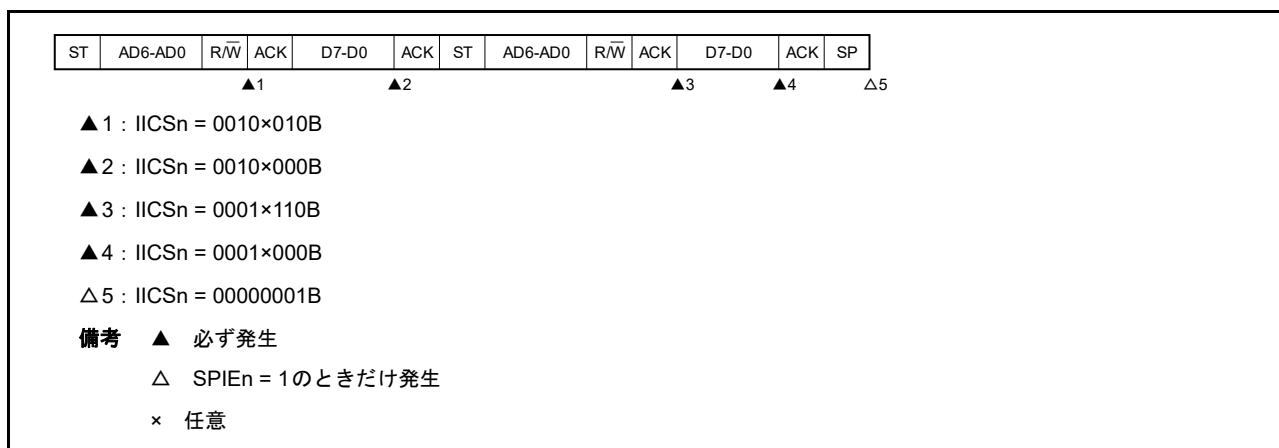 ST AD6-AD0 R/W̅ ACK D7-D0 ACK ST AD6-AD0 R/W̅ ACK D7-D0 ACK SP
▲1 ▲2 ▲3 ▲4 △5
▲1：IICSn = 0010×010B
▲2：IICSn = 0010×000B
▲3：IICSn = 0001×110B
▲4：IICSn = 0001×000B
△5：IICSn = 00000001B
備考 ▲ 必ず発生
△ SPIEn = 1のときだけ発生
× 任意